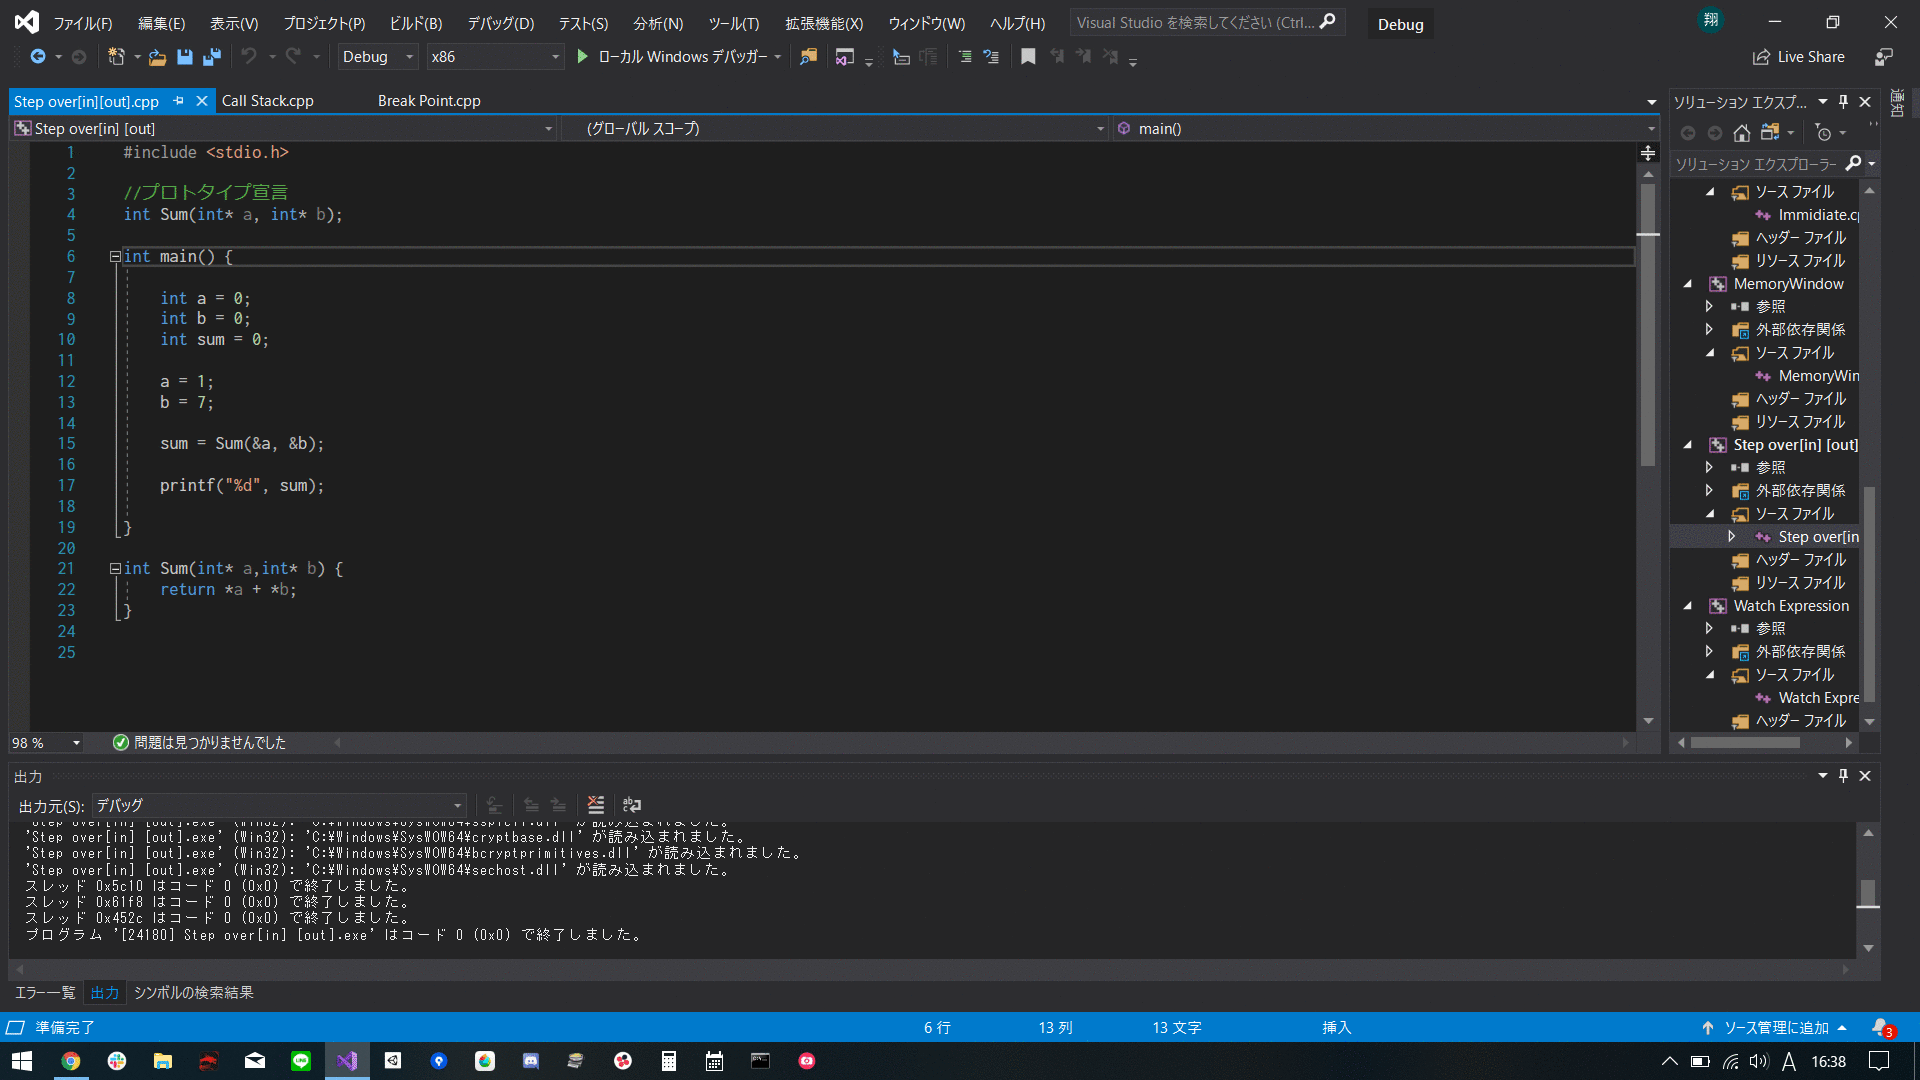 ファイル(F) 編集(E) 表示(V) プロジェクト(P) ビルド(B) デバッグ(D) テスト(S) 分析(N) ツール(T) 拡張機能(X) ウィンドウ(W) ヘルプ(H) Visual Studio を検索してください (Ctrl... Debug 翔
Debug x86 ローカル Windows デバッガー Live Share
Step over[in][out].cpp Call Stack.cpp Break Point.cpp
Step over[in] [out] (グローバル スコープ) main()
1 #include <stdio.h>
2
3 //プロトタイプ宣言
4 int Sum(int* a, int* b);
5
6 int main() {
7
8 int a = 0;
9 int b = 0;
10 int sum = 0;
11
12 a = 1;
13 b = 7;
14
15 sum = Sum(&a, &b);
16
17 printf("%d", sum);
18
19 }
20
21 int Sum(int* a,int* b) {
22 return *a + *b;
23 }
24
25
98 % 問題は見つかりませんでした
ソリューション エクスプ...
通知
ソリューション エクスプローラー
ソース ファイル
Immidiate.c
ヘッダー ファイル
リソース ファイル
MemoryWindow
参照
外部依存関係
ソース ファイル
MemoryWin
ヘッダー ファイル
リソース ファイル
Step over[in] [out]
参照
外部依存関係
ソース ファイル
Step over[in
ヘッダー ファイル
リソース ファイル
Watch Expression
参照
外部依存関係
ソース ファイル
Watch Expre
ヘッダー ファイル
出力
出力元(S): デバッグ
'Step over[in] [out].exe' (Win32): 'C:¥Windows¥SysWOW64¥cryptbase.dll' が読み込まれました。
'Step over[in] [out].exe' (Win32): 'C:¥Windows¥SysWOW64¥bcryptprimitives.dll' が読み込まれました。
'Step over[in] [out].exe' (Win32): 'C:¥Windows¥SysWOW64¥sechost.dll' が読み込まれました。
スレッド 0x5c10 はコード 0 (0x0) で終了しました。
スレッド 0x61f8 はコード 0 (0x0) で終了しました。
スレッド 0x452c はコード 0 (0x0) で終了しました。
プログラム '[24180] Step over[in] [out].exe' はコード 0 (0x0) で終了しました。
エラー一覧 出力 シンボルの検索結果
準備完了 6 行 13 列 13 文字 挿入 ソース管理に追加 3
A 16:38